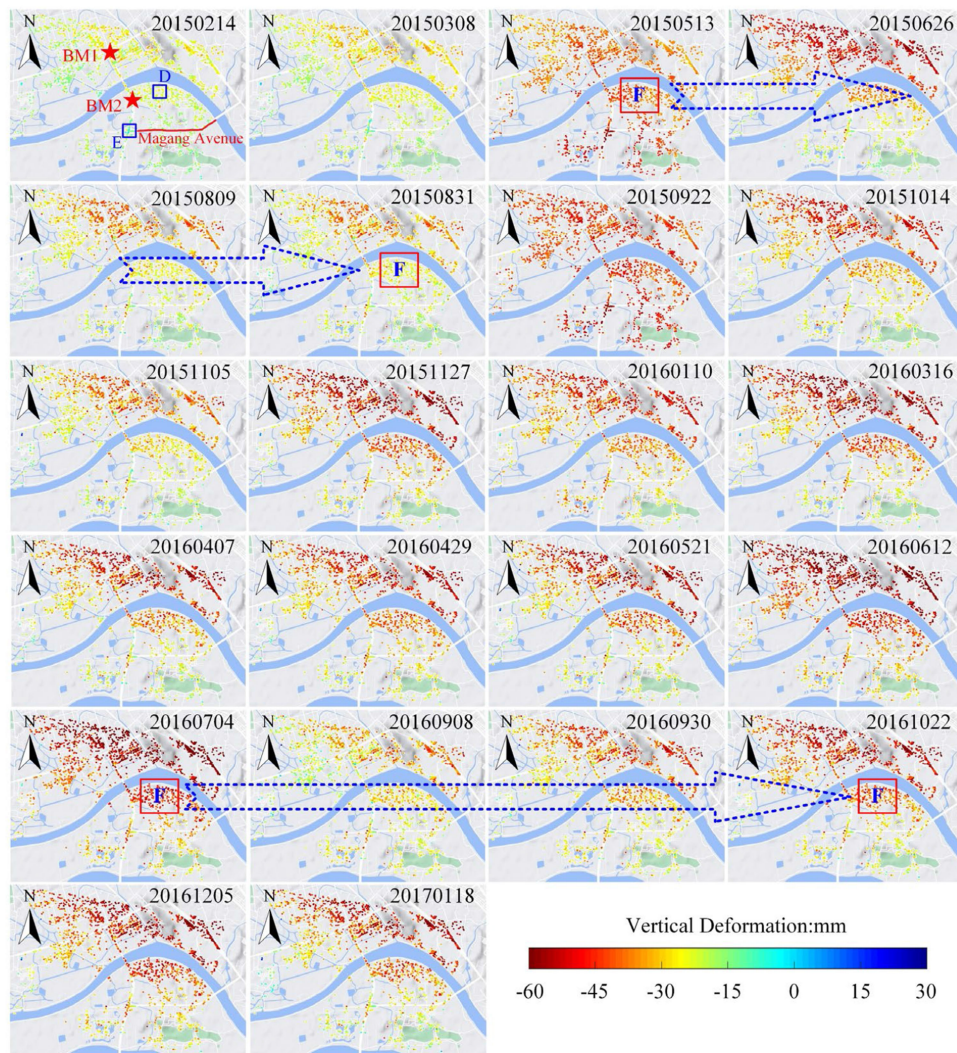 N 20150214
BM1
D
BM2
E
Magang Avenue
N 20150308
N 20150513
F
N 20150626
N 20150809
N 20150831
F
N 20150922
N 20151014
N 20151105
N 20151127
N 20160110
N 20160316
N 20160407
N 20160429
N 20160521
N 20160612
N 20160704
F
N 20160908
N 20160930
N 20161022
F
N 20161205
N 20170118
Vertical Deformation:mm
-60 -45 -30 -15 0 15 30